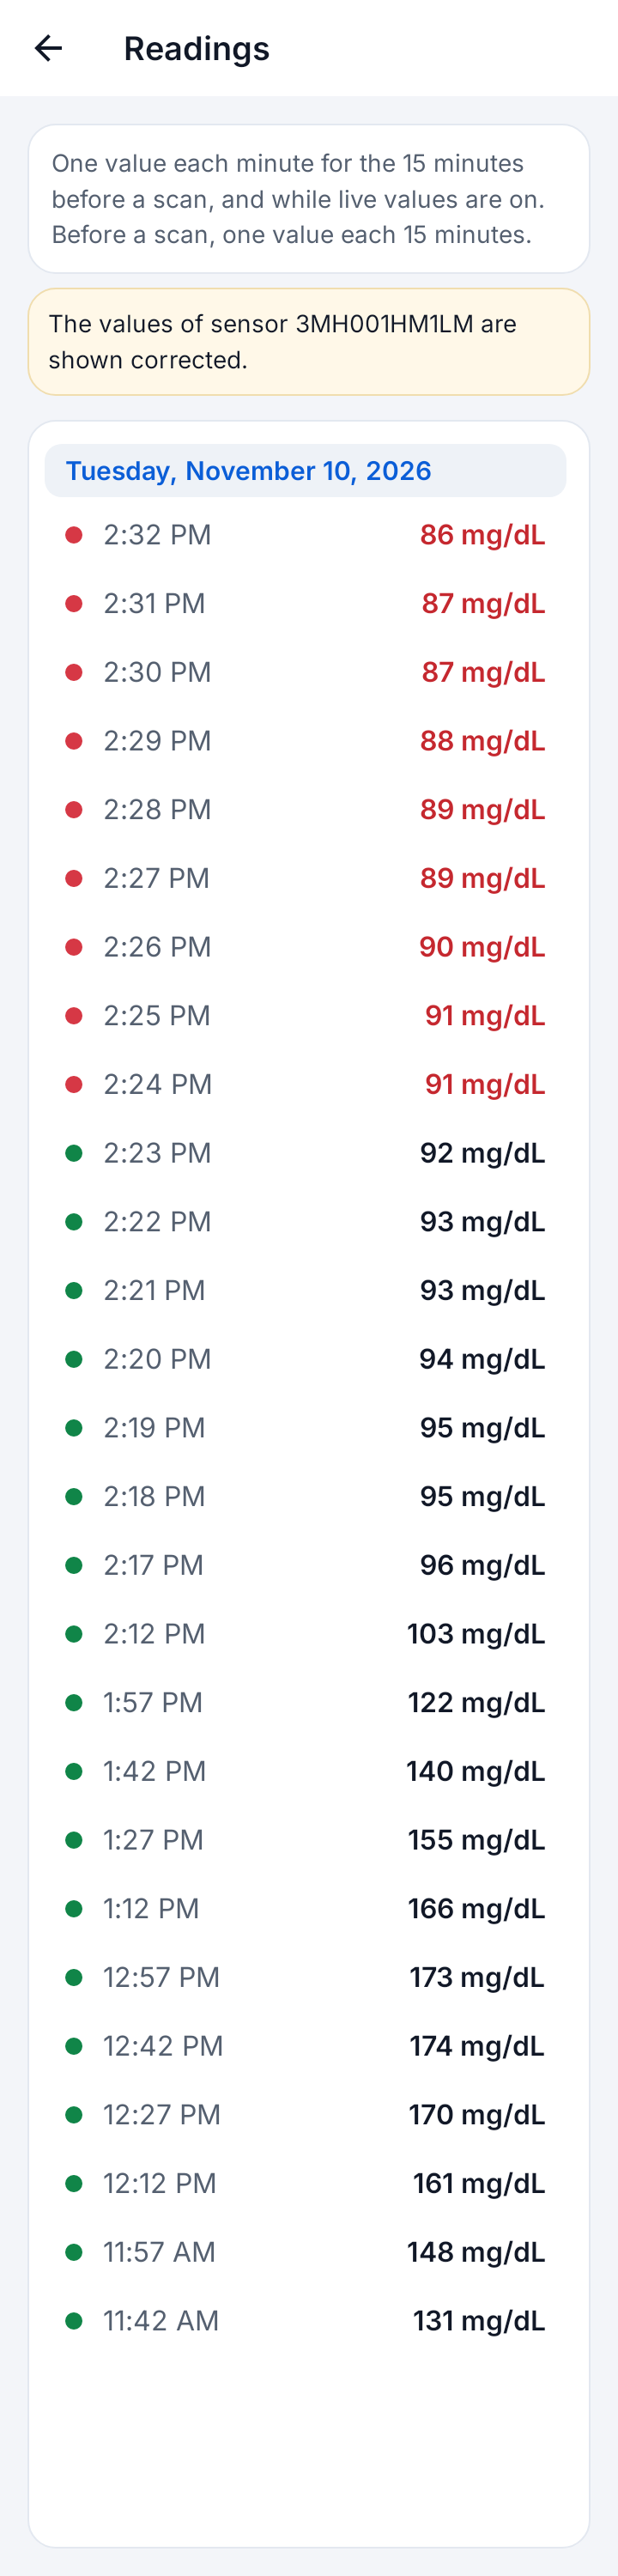 Readings
One value each minute for the 15 minutes
before a scan, and while live values are on.
Before a scan, one value each 15 minutes.
The values of sensor 3MH001HM1LM are
shown corrected.
Tuesday, November 10, 2026
2:32 PM 86 mg/dL
2:31 PM 87 mg/dL
2:30 PM 87 mg/dL
2:29 PM 88 mg/dL
2:28 PM 89 mg/dL
2:27 PM 89 mg/dL
2:26 PM 90 mg/dL
2:25 PM 91 mg/dL
2:24 PM 91 mg/dL
2:23 PM 92 mg/dL
2:22 PM 93 mg/dL
2:21 PM 93 mg/dL
2:20 PM 94 mg/dL
2:19 PM 95 mg/dL
2:18 PM 95 mg/dL
2:17 PM 96 mg/dL
2:12 PM 103 mg/dL
1:57 PM 122 mg/dL
1:42 PM 140 mg/dL
1:27 PM 155 mg/dL
1:12 PM 166 mg/dL
12:57 PM 173 mg/dL
12:42 PM 174 mg/dL
12:27 PM 170 mg/dL
12:12 PM 161 mg/dL
11:57 AM 148 mg/dL
11:42 AM 131 mg/dL